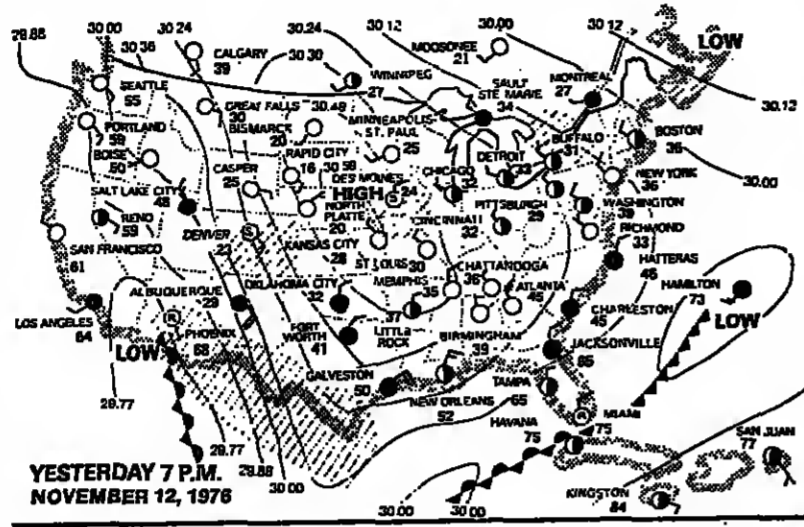 29.88
30 00
30 24
30 36
30.24
30 12
30.00
30 12
CALGARY
39
30 30
WINNIPEG
27
MOOSONEE
21
SAULT
STE MARIE
34
MONTREAL
27
LOW
SEATTLE
55
GREAT FALLS
30
30.48
BISMARCK
20
MINNEAPOLIS
ST. PAUL
25
30.12
PORTLAND
59
BOISE
50
CASPER
25
RAPID CITY
16
DES MOINES
24
HIGH
CHICAGO
32
DETROIT
33
BUFFALO
31
BOSTON
36
NEW YORK
36
30.00
SALT LAKE CITY
48
NORTH
PLATTE
20
CINCINNATI
32
PITTSBURGH
29
WASHINGTON
39
RICHMOND
33
RENO
59
DENVER
23
S
S
SAN FRANCISCO
61
KANSAS CITY
28
ST LOUIS
30
CHATTANOOGA
36
HATTERAS
46
ALBUQUERQUE
29
OKLAHOMA CITY
32
MEMPHIS
35
ATLANTA
45
HAMILTON
73
LOS ANGELES
64
R
PHOENIX
68
FORT
WORTH
41
37
LITTLE
ROCK
BIRMINGHAM
39
CHARLESTON
45
LOW
JACKSONVILLE
65
LOW
GALVESTON
50
NEW ORLEANS
52
TAMPA
65
29.77
R
MIAMI
75
HAVANA
75
SAN JUAN
77
29.77
29.88
30 00
KINGSTON
84
30 00
30 00
YESTERDAY 7 P.M.
NOVEMBER 12, 1976